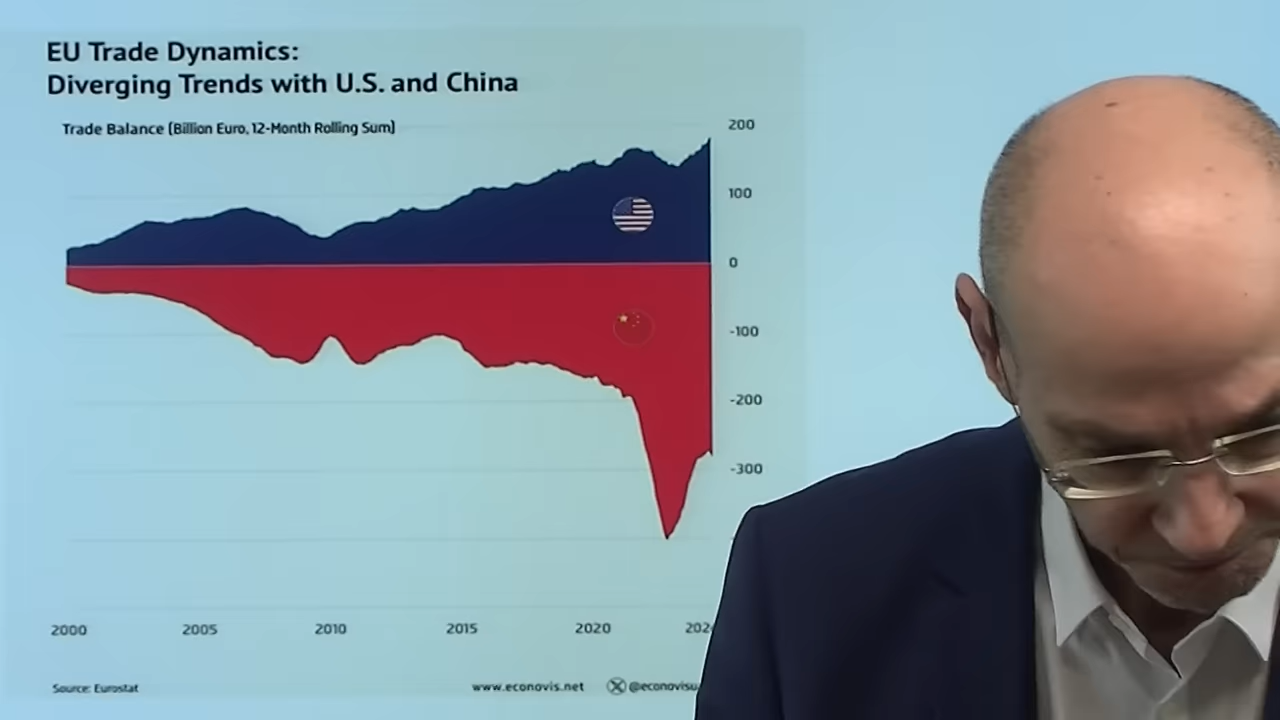 EU Trade Dynamics:
Diverging Trends with U.S. and China
Trade Balance (Billion Euro, 12-Month Rolling Sum)
200
100
0
-100
-200
-300
2000 2005 2010 2015 2020
Source: Eurostat
www.econovis.net